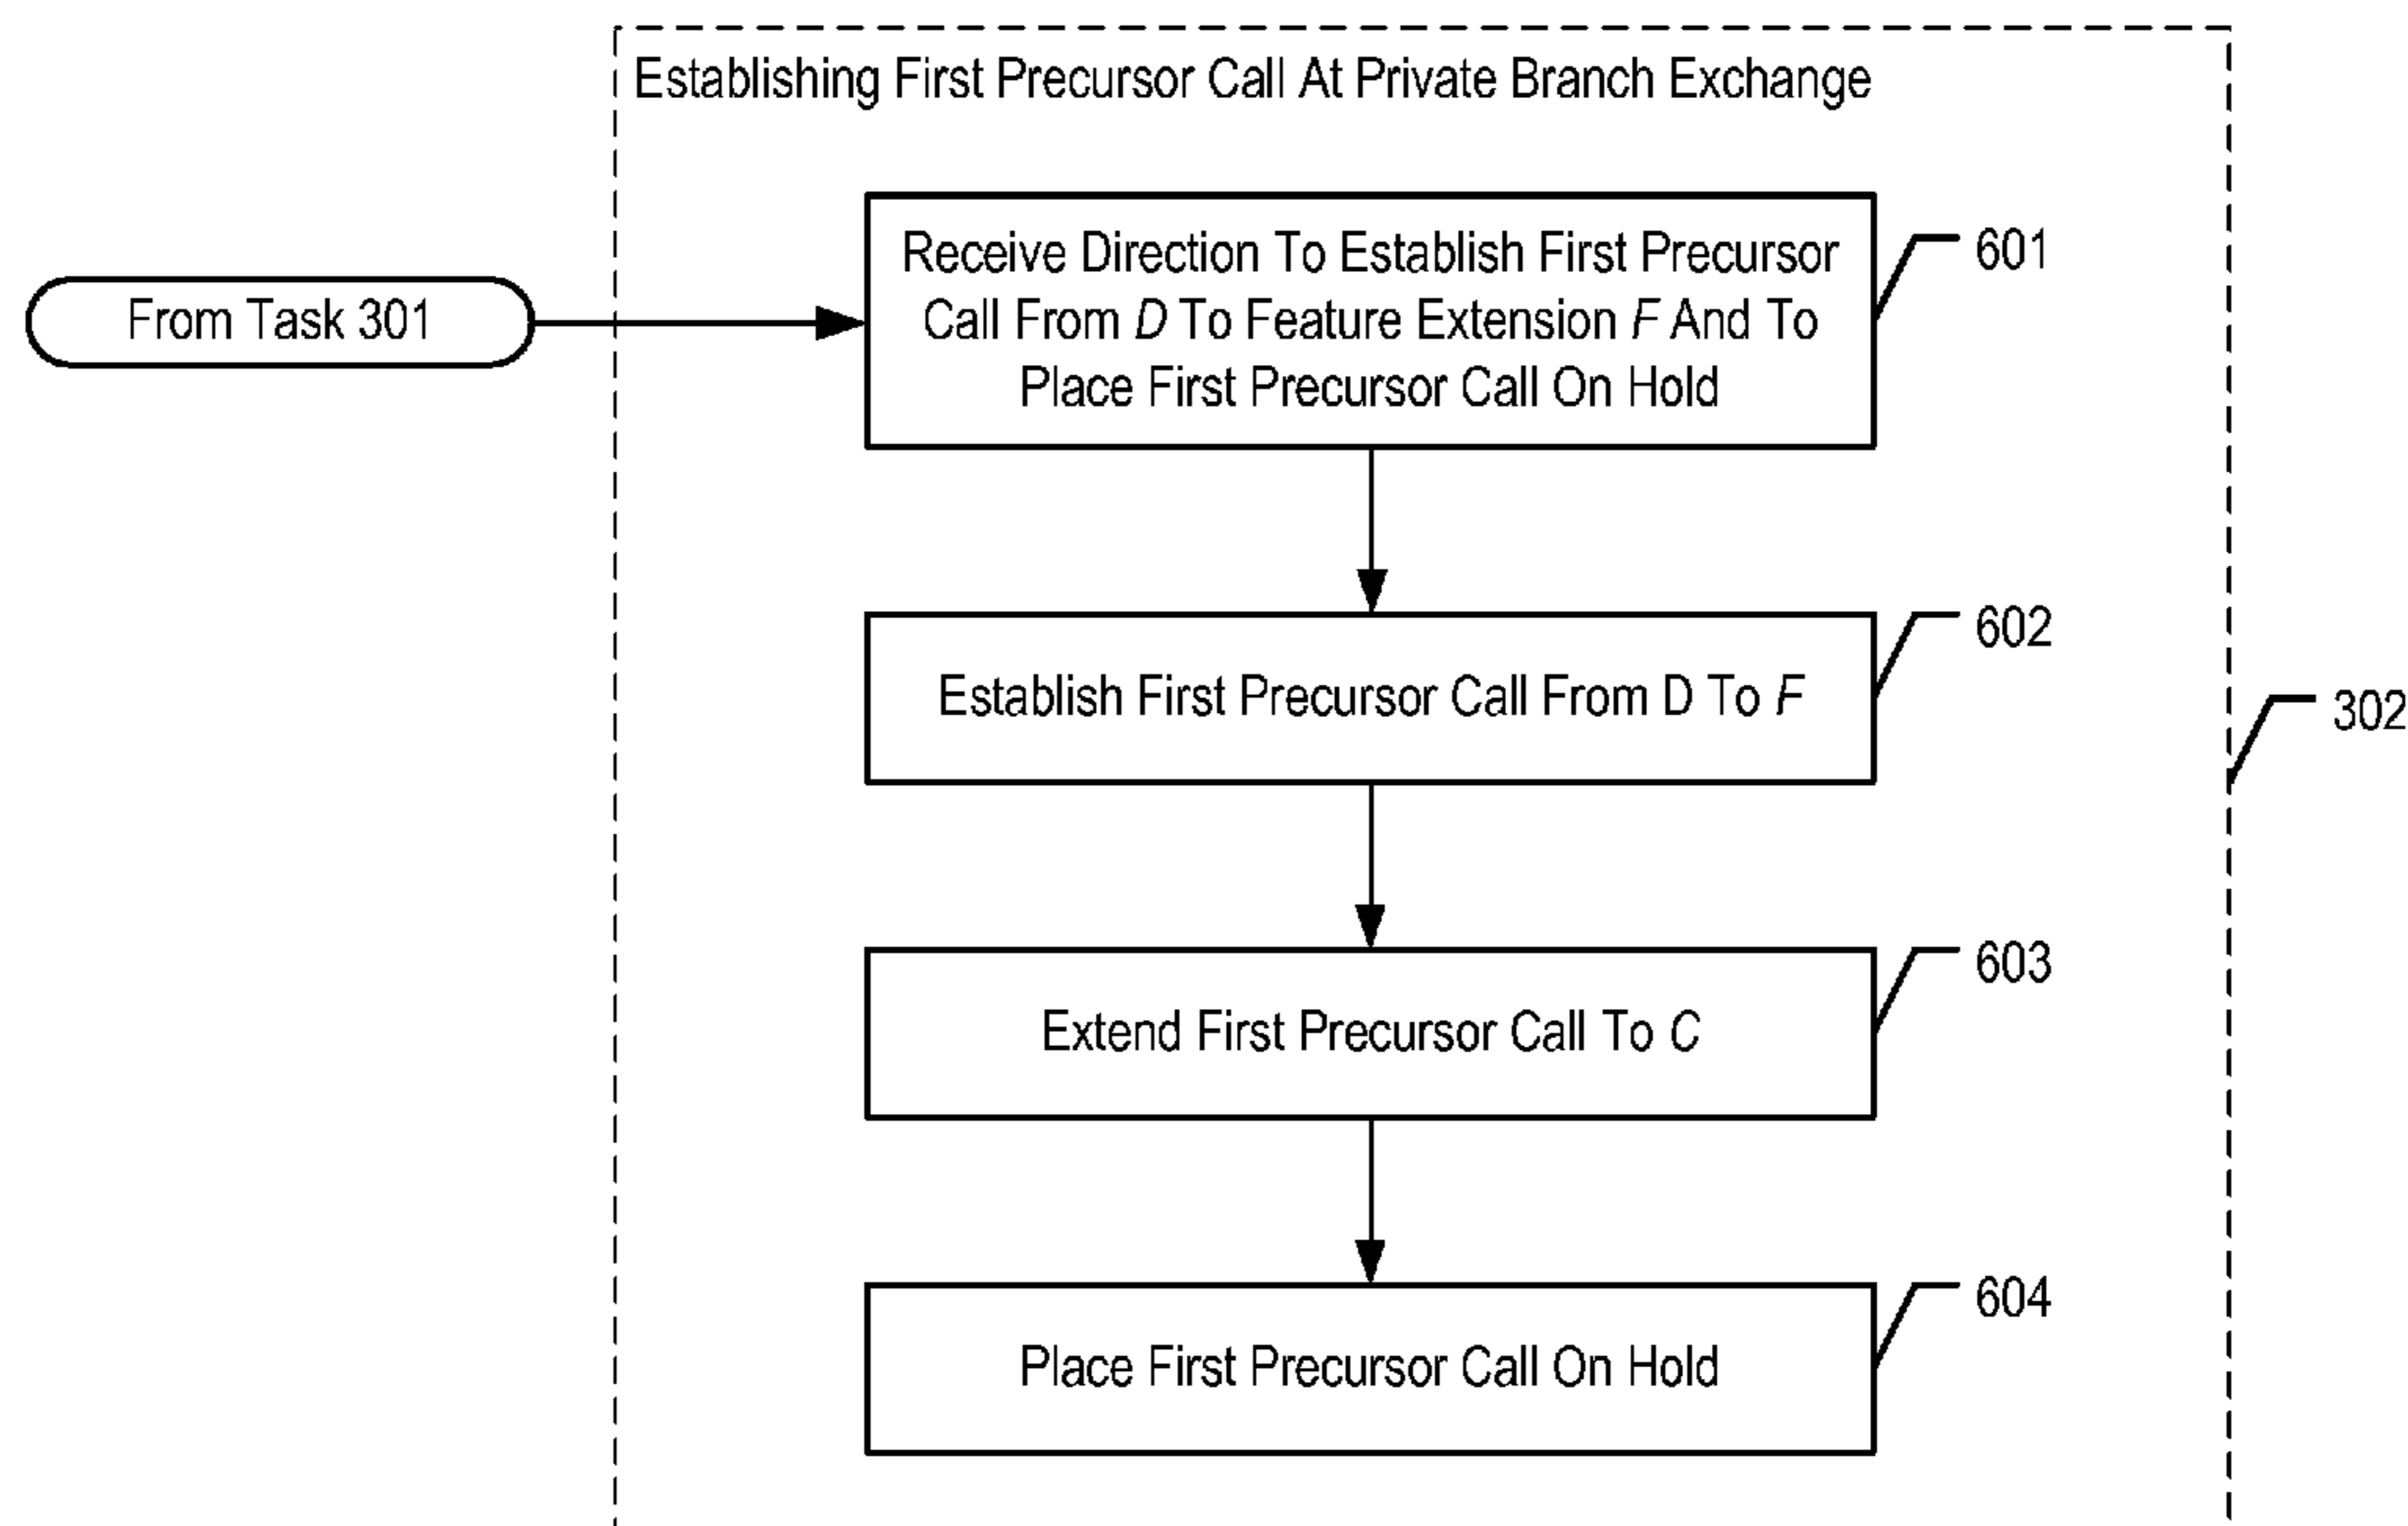 Establishing First Precursor Call At Private Branch Exchange
From Task 301
Receive Direction To Establish First Precursor
Call From D To Feature Extension F And To
Place First Precursor Call On Hold
601
Establish First Precursor Call From D To F
602
302
Extend First Precursor Call To C
603
Place First Precursor Call On Hold
604